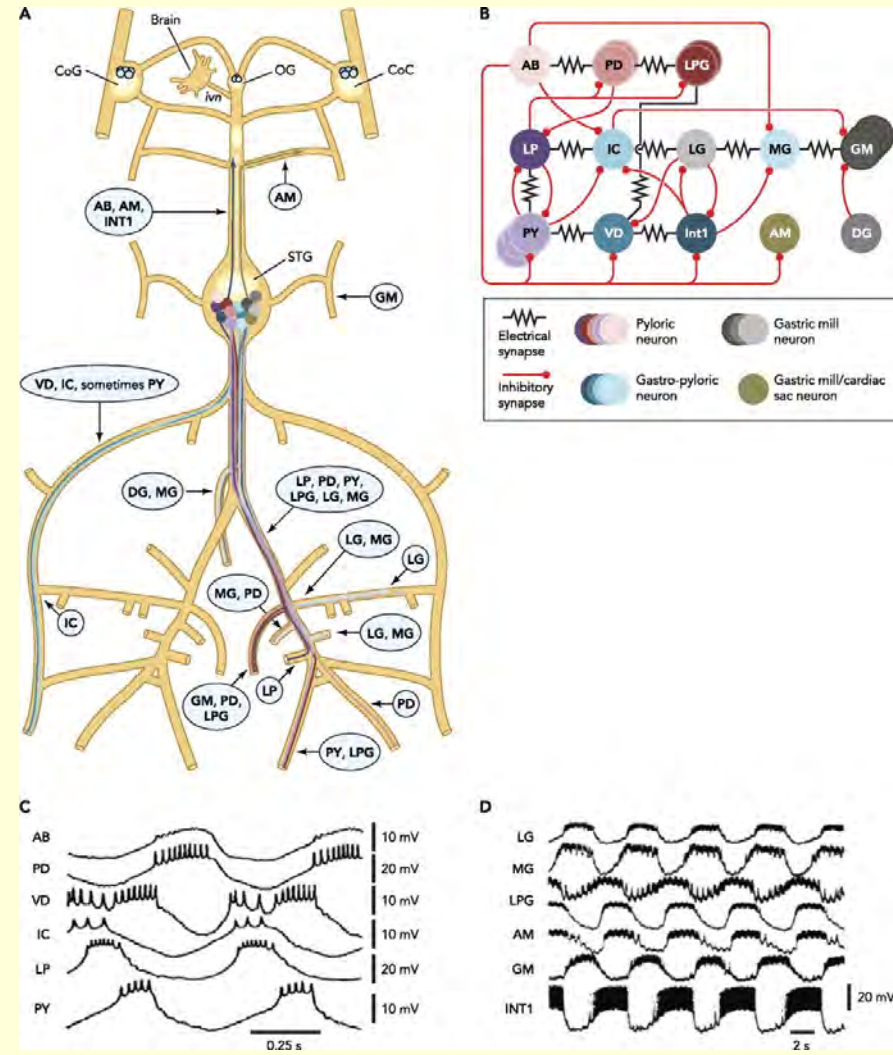 A
Brain
CoG
OG
CoC
ivn
AM
AB, AM,
INT1
STG
GM
VD, IC, sometimes PY
DG, MG
LP, PD, PY,
LPG, LG, MG
LG, MG
LG
MG, PD
IC
LG, MG
LP
GM, PD,
LPG
PD
PY, LPG
B
AB
PD
LPG
LP
IC
LG
MG
GM
PY
VD
Int1
AM
DG
Electrical
synapse
Pyloric
neuron
Gastric mill
neuron
Inhibitory
synapse
Gastro-pyloric
neuron
Gastric mill/cardiac
sac neuron
C
AB
10 mV
PD
20 mV
VD
10 mV
IC
10 mV
LP
20 mV
PY
10 mV
0.25 s
D
LG
MG
LPG
AM
GM
INT1
20 mV
2 s